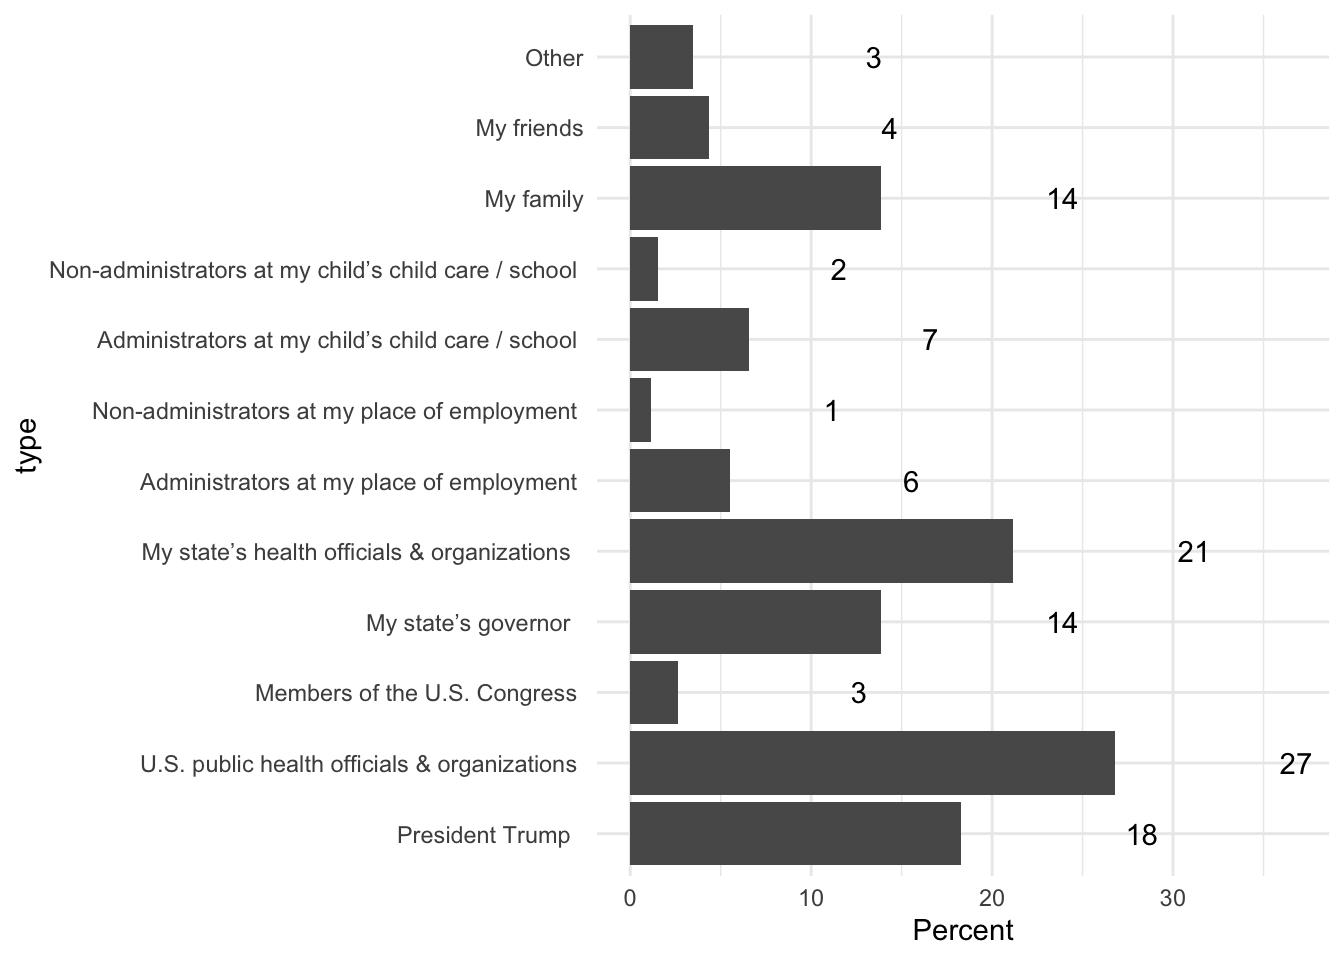 Other 3
My friends 4
My family 14
Non-administrators at my child’s child care / school 2
Administrators at my child’s child care / school 7
Non-administrators at my place of employment 1
type
Administrators at my place of employment 6
My state’s health officials & organizations 21
My state’s governor 14
Members of the U.S. Congress 3
U.S. public health officials & organizations 27
President Trump 18
0 10 20 30
Percent